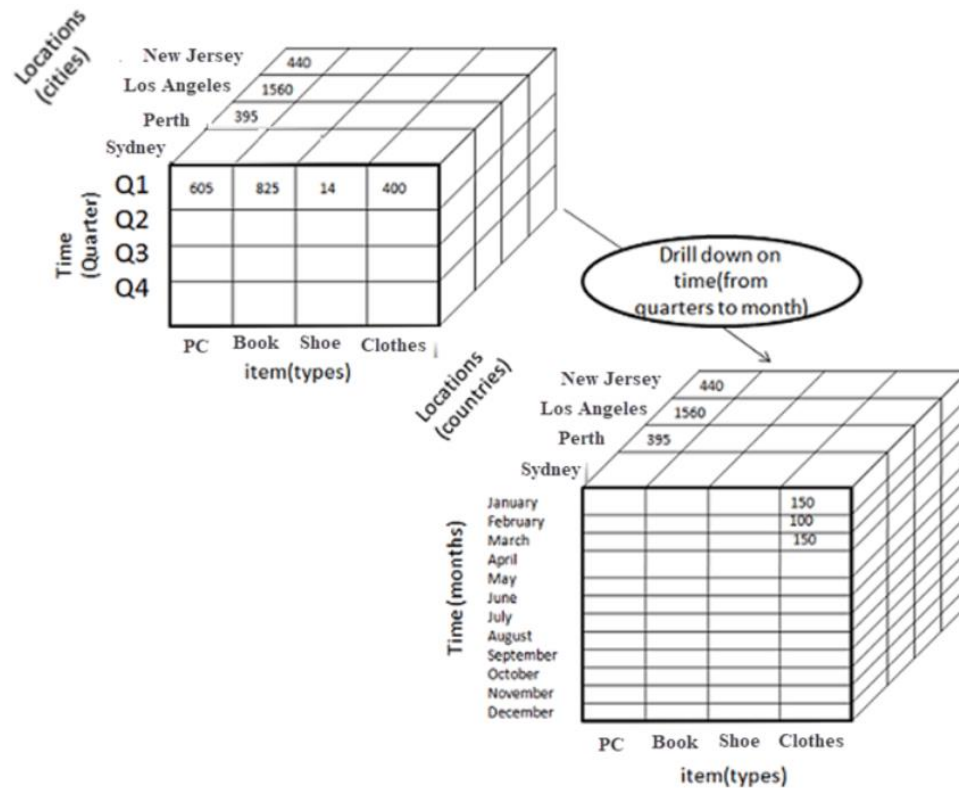 Locations
(cities)
New Jersey 440
Los Angeles 1560
Perth 395
Sydney
Time
(Quarter)
Q1 605 825 14 400
Q2
Q3
Q4
PC Book Shoe Clothes
item(types)
Drill down on
time(from
quarters to month)
Locations
(countries)
New Jersey 440
Los Angeles 1560
Perth 395
Sydney
Time (months)
January 150
February 100
March 150
April
May
June
July
August
September
October
November
December
PC Book Shoe Clothes
item(types)